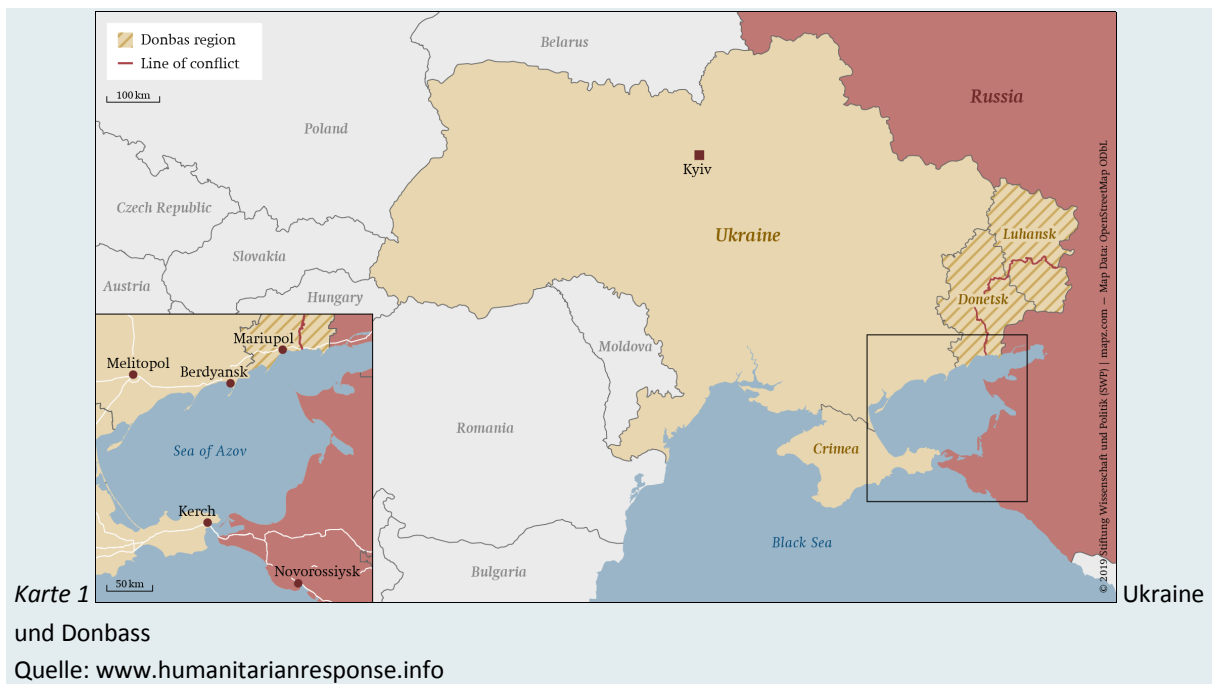 Donbas region
Line of conflict
100 km
Belarus
Russia
Poland
Kyiv
Czech Republic
Ukraine
Luhansk
Slovakia
Austria
Hungary
Donetsk
Moldova
Mariupol
Melitopol
Berdyansk
Romania
Crimea
Sea of Azov
Kerch
Black Sea
Novorossiysk
Bulgaria
50 km
© 2019 Stiftung Wissenschaft und Politik (SWP) | mapz.com — Map Data: OpenStreetMap ODbL
Karte 1 Ukraine
und Donbass
Quelle: www.humanitarianresponse.info